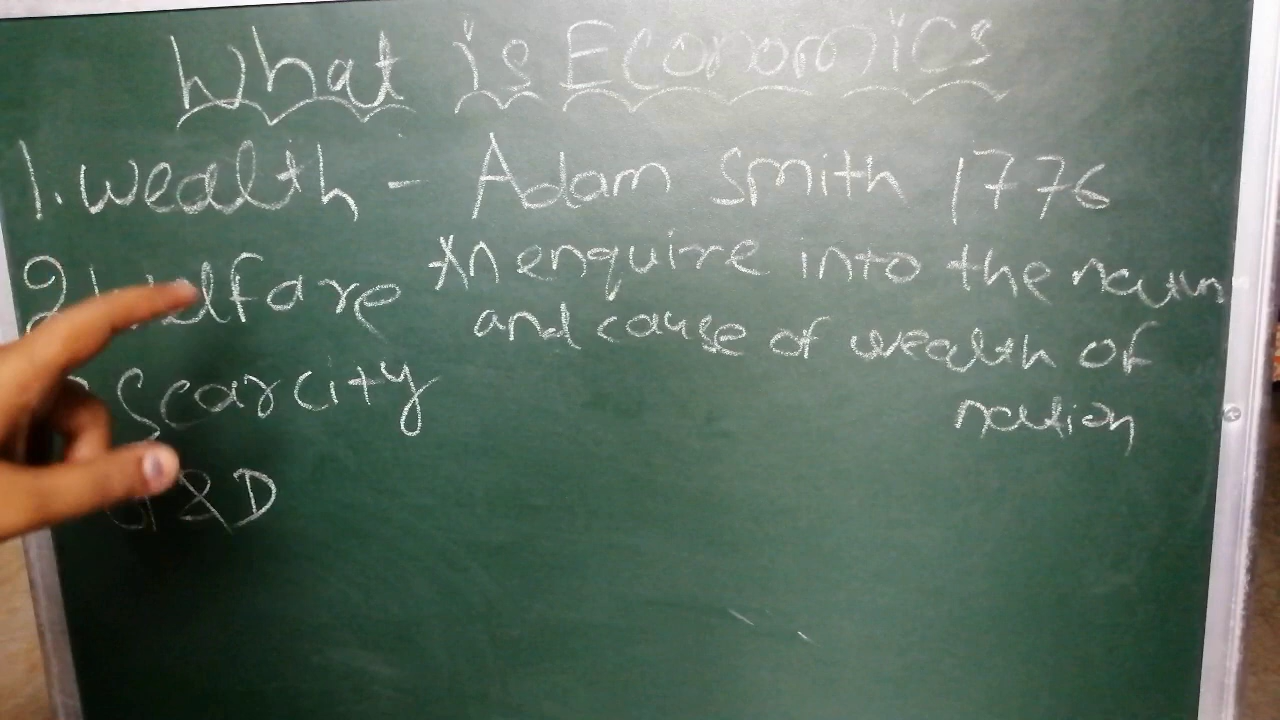 What is Economics
1. Wealth - Adam Smith 1776
2. Welfare
An enquire into the nature
and cause of wealth of
nation
Scarcity
G & D